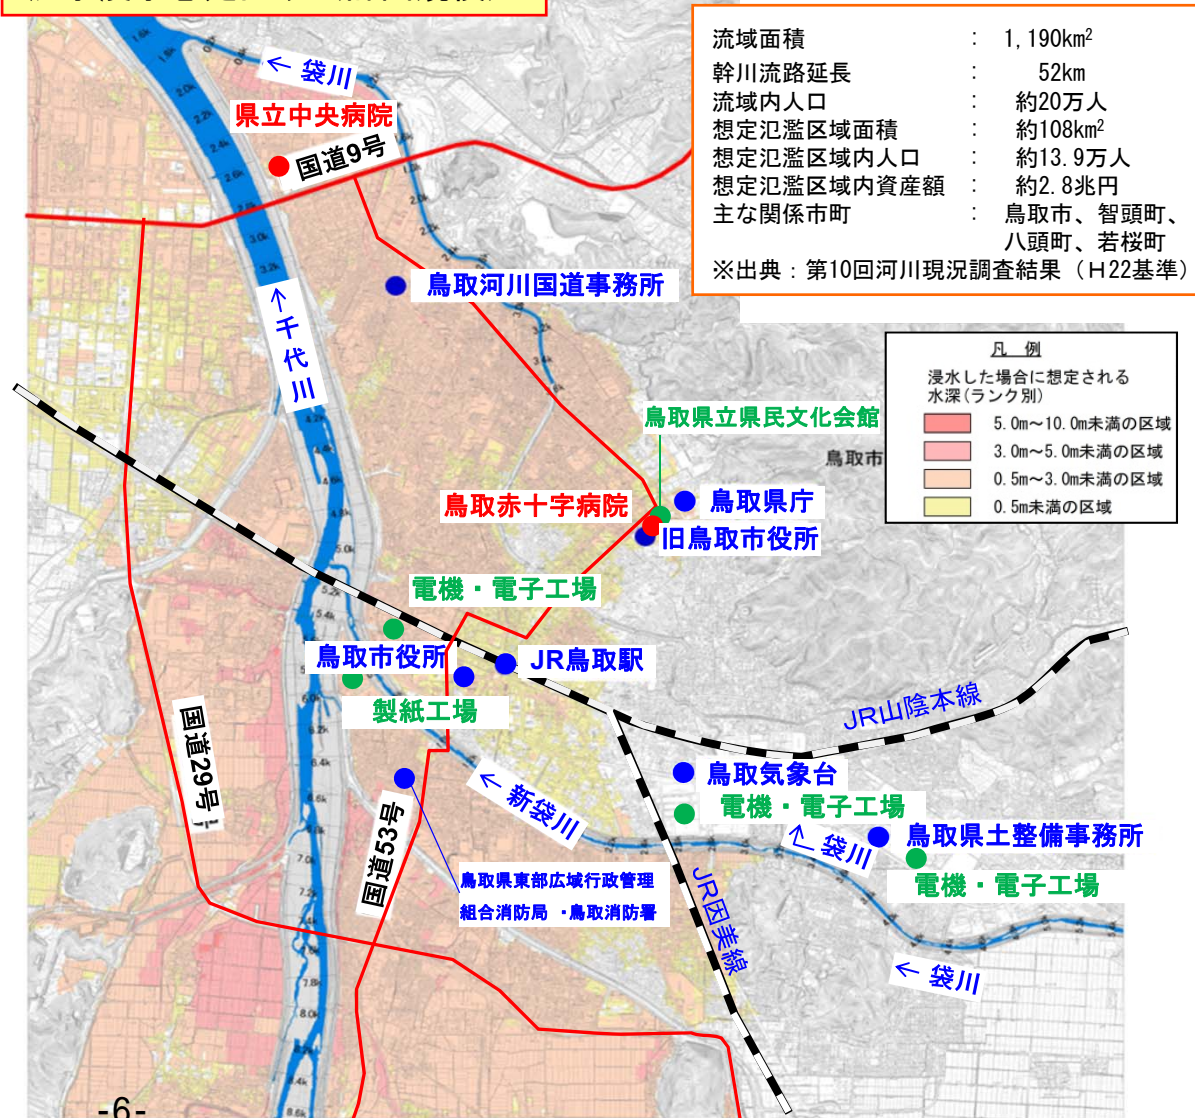 流域面積 : 1,190km²
幹川流路延長 : 52km
流域内人口 : 約20万人
想定氾濫区域面積 : 約108km²
想定氾濫区域内人口 : 約13.9万人
想定氾濫区域内資産額 : 約2.8兆円
主な関係市町 : 鳥取市、智頭町、
八頭町、若桜町
※出典：第10回河川現況調査結果（H22基準）
← 袋川
県立中央病院
国道9号
鳥取河川国道事務所
←千代川
凡 例
浸水した場合に想定される
水深(ランク別)
5.0m～10.0m未満の区域
3.0m～5.0m未満の区域
0.5m～3.0m未満の区域
0.5m未満の区域
鳥取県立県民文化会館
鳥取市
鳥取赤十字病院
鳥取県庁
旧鳥取市役所
電機・電子工場
鳥取市役所
JR鳥取駅
製紙工場
JR山陰本線
国道29号
鳥取気象台
← 新袋川
電機・電子工場
← 袋川
鳥取県土整備事務所
国道53号
鳥取県東部広域行政管理
組合消防局 ・鳥取消防署
電機・電子工場
JR因美線
← 袋川
-6-